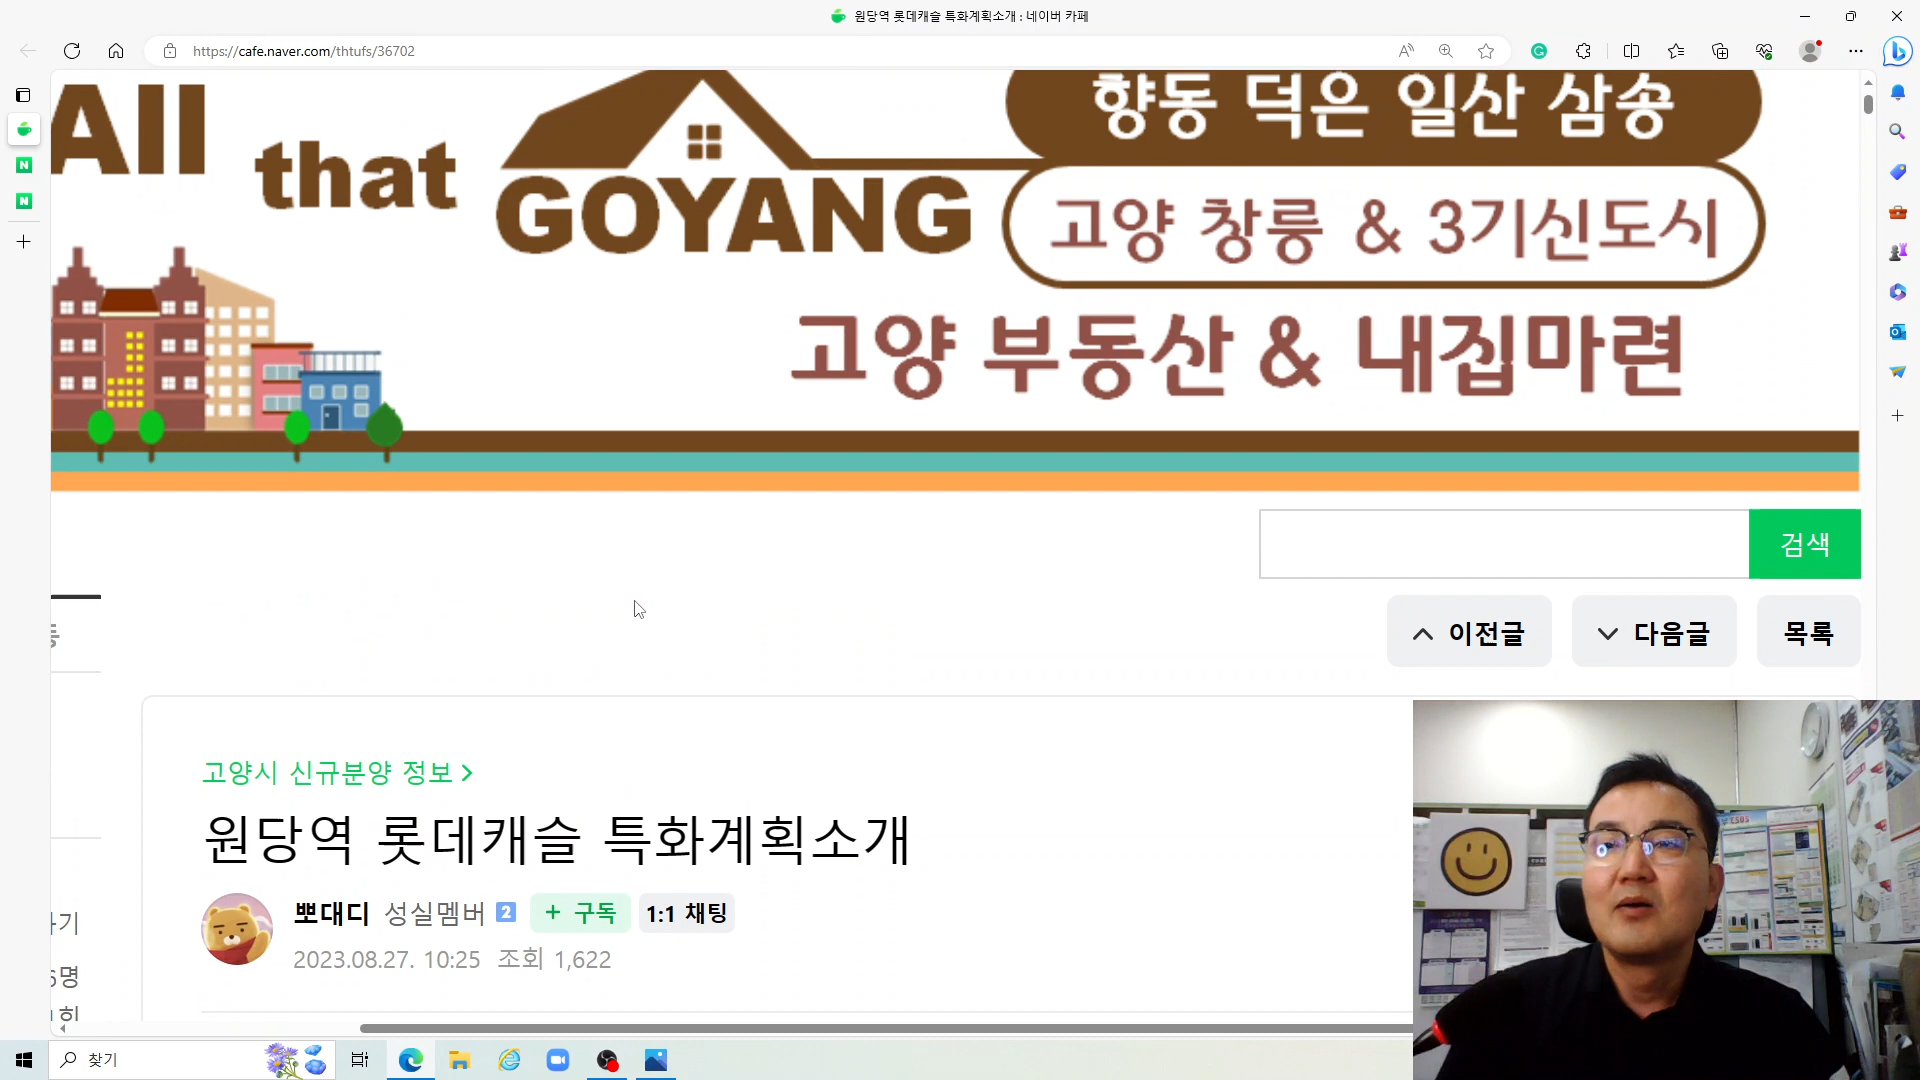 원당역 롯데캐슬 특화계획소개 : 네이버 카페
https://cafe.naver.com/thtufs/36702
All that GOYANG
향동 덕은 일산 삼송
고양 창릉 & 3기신도시
고양 부동산 & 내집마련
검색
이전글
다음글
목록
고양시 신규분양 정보 >
원당역 롯데캐슬 특화계획소개
뽀대디 성실멤버 2 + 구독 1:1 채팅
2023.08.27. 10:25 조회 1,622
찾기